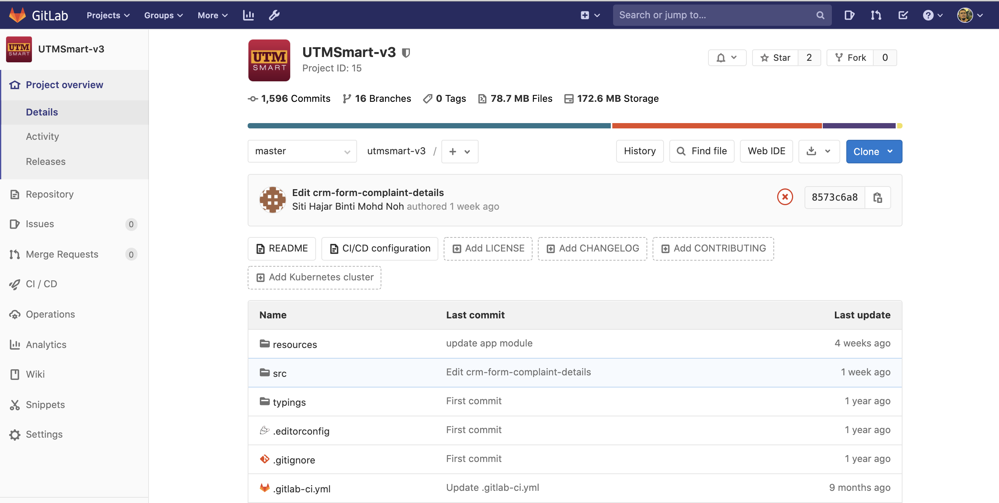 GitLab Projects Groups More Search or jump to... ?
UTM SMART UTMSmart-v3
Project overview
Details
Activity
Releases
Repository
Issues 0
Merge Requests 0
CI / CD
Operations
Analytics
Wiki
Snippets
Settings
UTM SMART
UTMSmart-v3
Project ID: 15
Star 2 Fork 0
1,596 Commits 16 Branches 0 Tags 78.7 MB Files 172.6 MB Storage
master utmsmart-v3 / + History Find file Web IDE Clone
Edit crm-form-complaint-details
Siti Hajar Binti Mohd Noh authored 1 week ago
8573c6a8
README CI/CD configuration Add LICENSE Add CHANGELOG Add CONTRIBUTING
Add Kubernetes cluster
Name Last commit Last update
resources update app module 4 weeks ago
src Edit crm-form-complaint-details 1 week ago
typings First commit 1 year ago
.editorconfig First commit 1 year ago
.gitignore First commit 1 year ago
.gitlab-ci.yml Update .gitlab-ci.yml 9 months ago